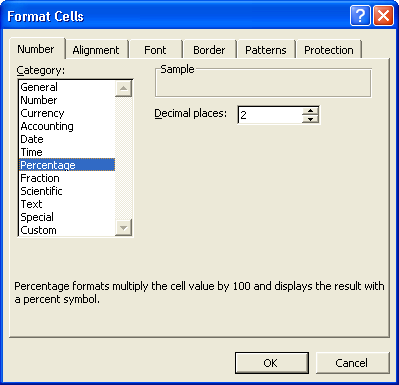 Format Cells
Number Alignment Font Border Patterns Protection
Category:
General
Number
Currency
Accounting
Date
Time
Percentage
Fraction
Scientific
Text
Special
Custom
Sample
Decimal places: 2
Percentage formats multiply the cell value by 100 and displays the result with
a percent symbol.
OK Cancel